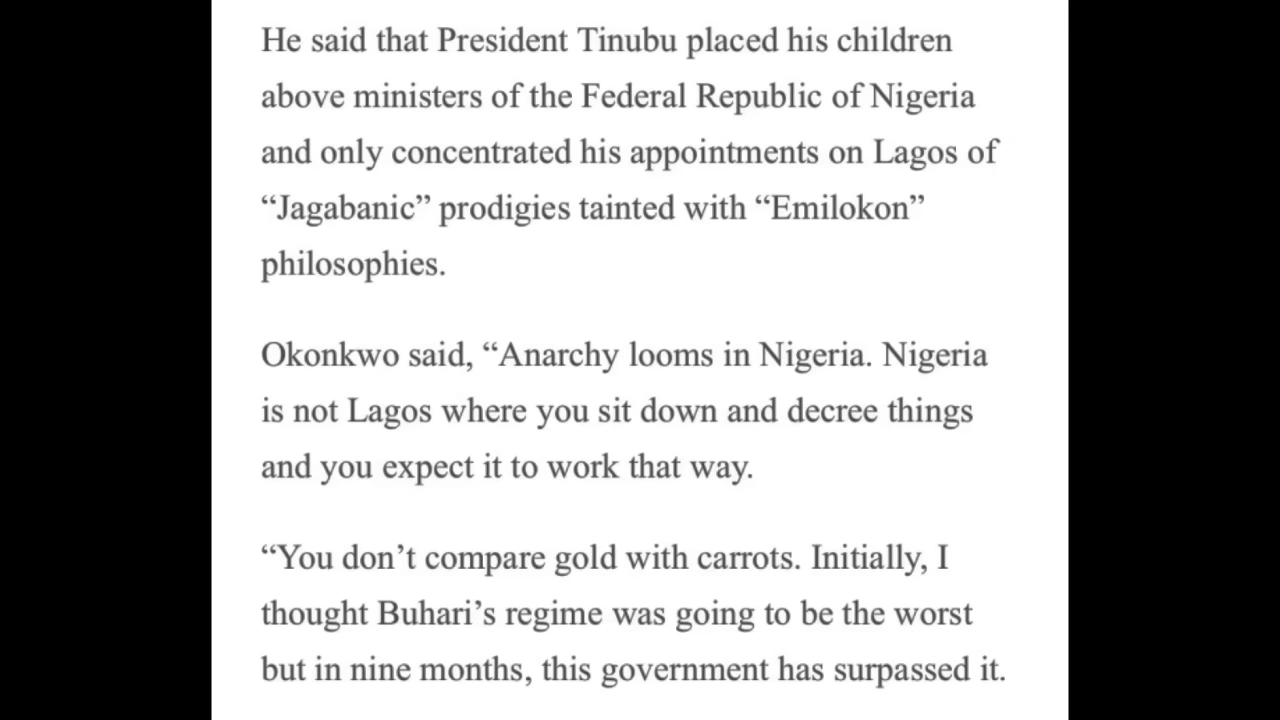 He said that President Tinubu placed his children
above ministers of the Federal Republic of Nigeria
and only concentrated his appointments on Lagos of
“Jagabanic” prodigies tainted with “Emilokon”
philosophies.
Okonkwo said, “Anarchy looms in Nigeria. Nigeria
is not Lagos where you sit down and decree things
and you expect it to work that way.
“You don’t compare gold with carrots. Initially, I
thought Buhari’s regime was going to be the worst
but in nine months, this government has surpassed it.